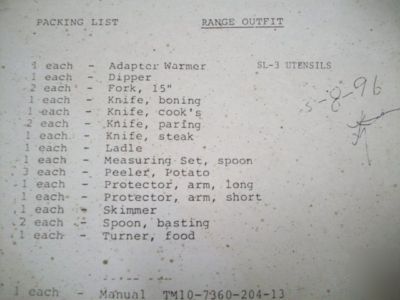 PACKING LIST RANGE OUTFIT
4 each - Adapter Warmer SL-3 UTENSILS
1 each - Dipper
2 each - Fork, 15"
1 each - Knife, boning
1 each - Knife, cook's
2 each - Knife, paring
1 each - Knife, steak
1 each - Ladle
1 each - Measuring Set, spoon
3 each - Peeler, Potato
1 each - Protector, arm, long
1 each - Protector, arm, short
1 each - Skimmer
2 each - Spoon, basting
1 each - Turner, food
5-8-96
1 each - Manual TM10-7360-204-13